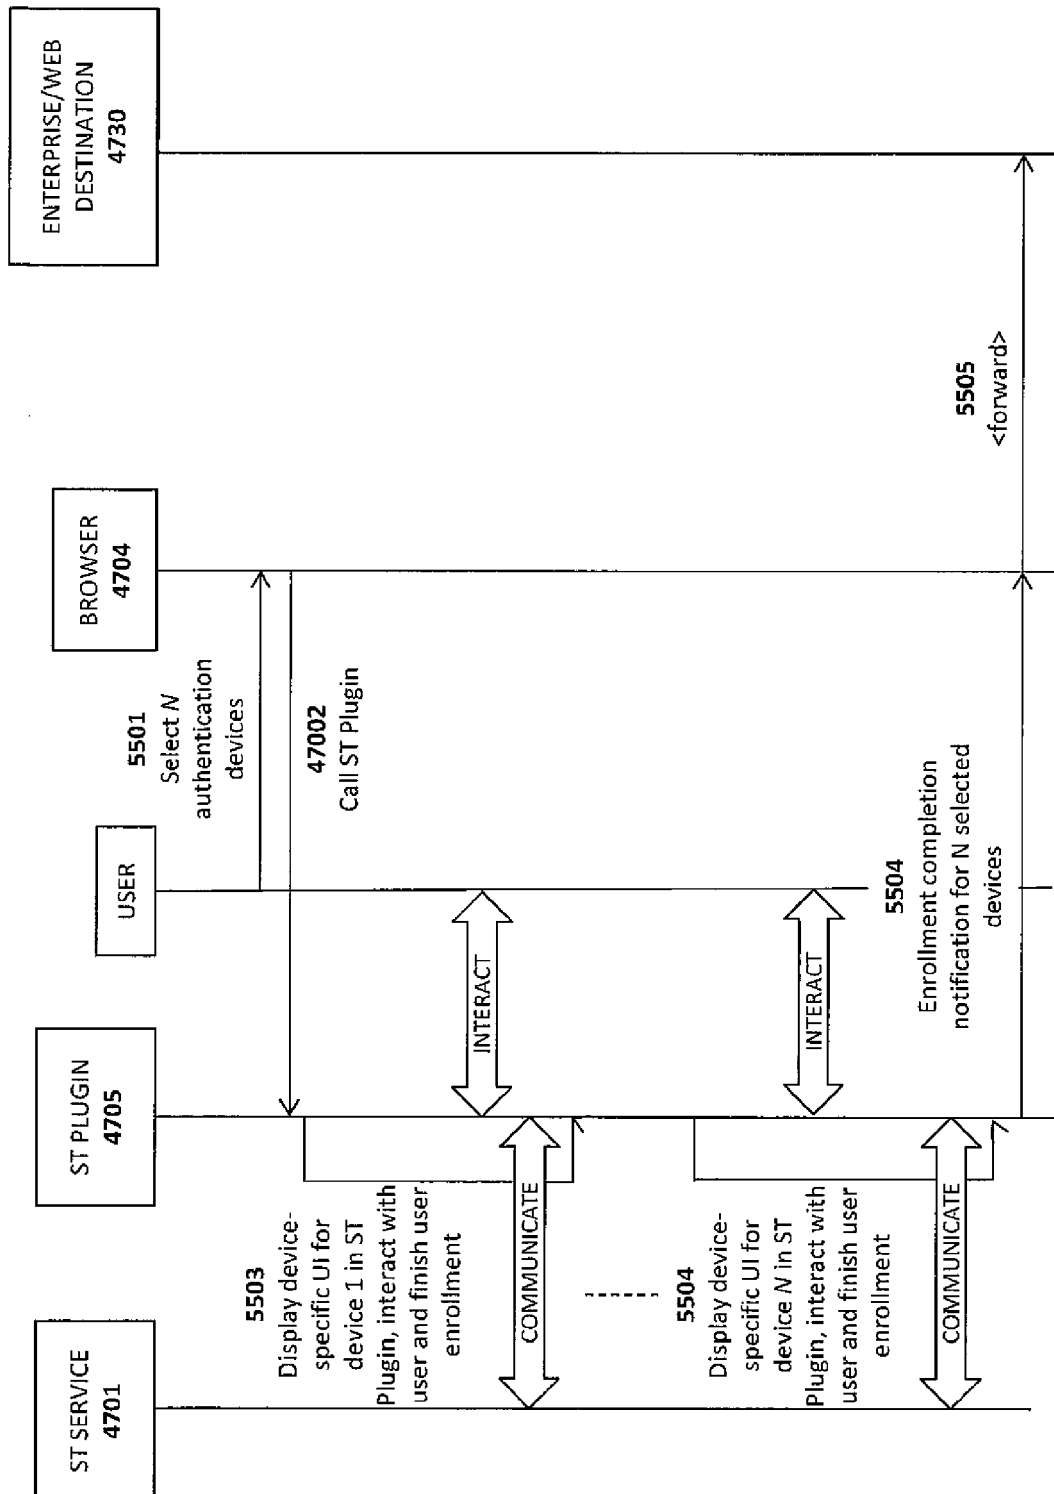 ST SERVICE
4701
ST PLUGIN
4705
USER
BROWSER
4704
ENTERPRISE/WEB
DESTINATION
4730
5501
Select N
authentication
devices
47002
Call ST Plugin
5503
Display device-
specific UI for
device 1 in ST
Plugin, interact with
user and finish user
enrollment
INTERACT
COMMUNICATE
5504
Display device-
specific UI for
device N in ST
Plugin, interact with
user and finish user
enrollment
INTERACT
COMMUNICATE
5504
Enrollment completion
notification for N selected
devices
5505
<forward>